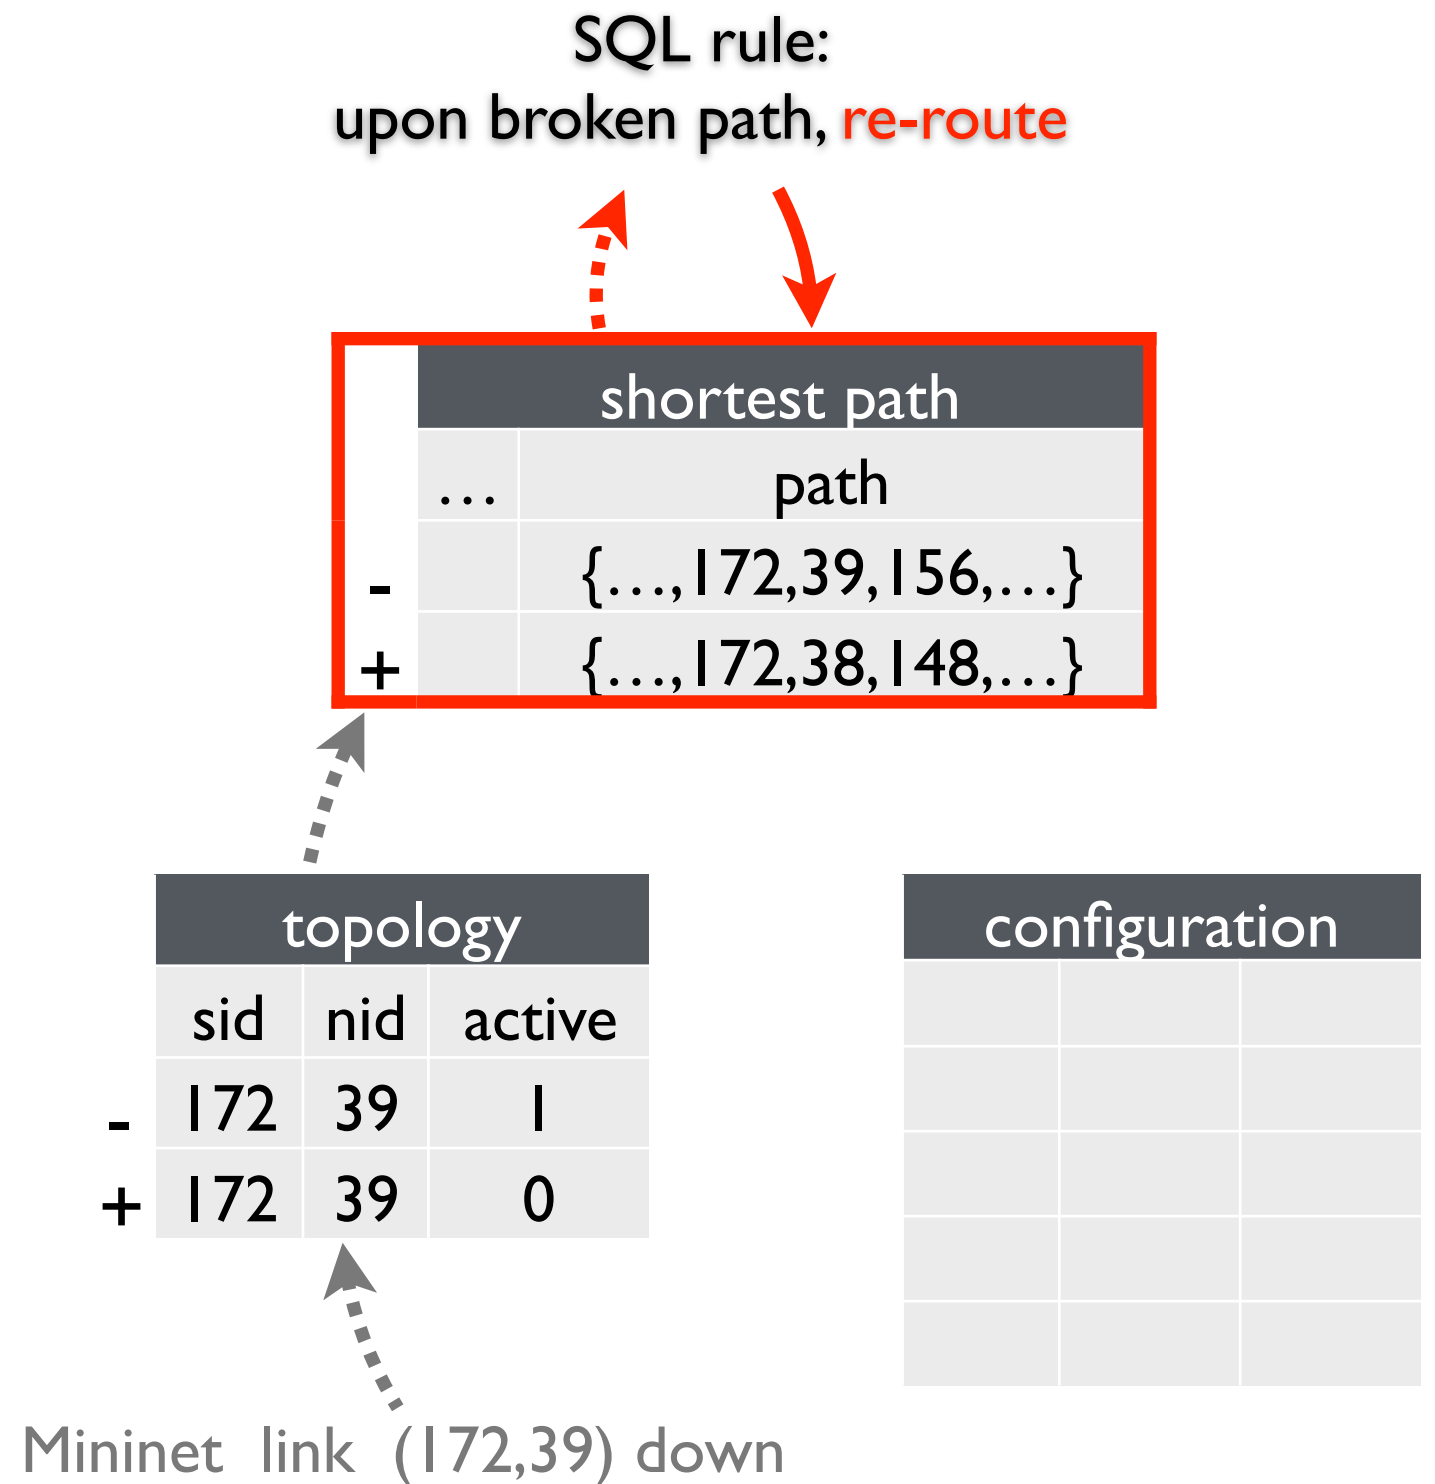 SQL rule:
upon broken path, re-route
shortest path
... path
- {...,172,39,156,...}
+ {...,172,38,148,...}
topology
sid nid active
- 172 39 1
+ 172 39 0
configuration
Mininet link (172,39) down